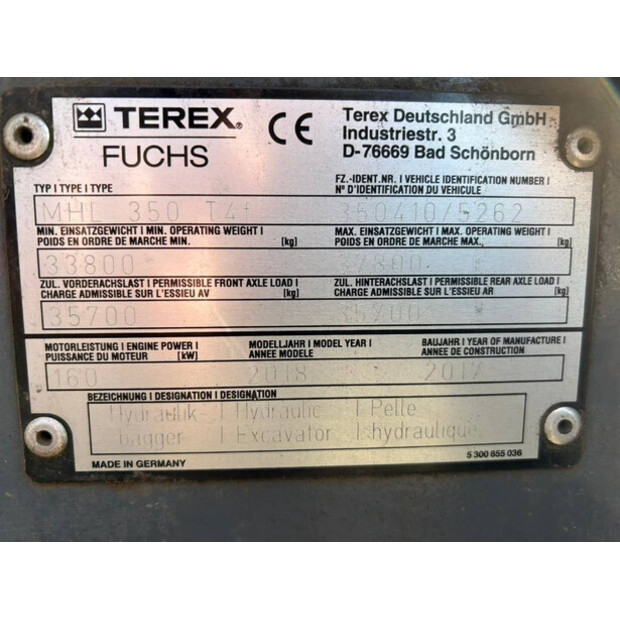 TEREX®
FUCHS
CE
Terex Deutschland GmbH
Industriestr. 3
D-76669 Bad Schönborn
TYP I TYPE I TYPE
MHL 350 T4f
FZ.-IDENT.NR. I VEHICLE IDENTIFICATION NUMBER I
N° D'IDENTIFICATION DU VEHICULE
350410/5262
MIN. EINSATZGEWICHT I MIN. OPERATING WEIGHT I
POIDS EN ORDRE DE MARCHE MIN. [kg]
33800
MAX. EINSATZGEWICHT I MAX. OPERATING WEIGHT I
POIDS EN ORDRE DE MARCHE MAX. [kg]
ZUL. VORDERACHSLAST I PERMISSIBLE FRONT AXLE LOAD I
CHARGE ADMISSIBLE SUR L'ESSIEU AV [kg]
35700
ZUL. HINTERACHSLAST I PERMISSIBLE REAR AXLE LOAD I
CHARGE ADMISSIBLE SUR L'ESSIEU AR [kg]
MOTORLEISTUNG I ENGINE POWER I
PUISSANCE DU MOTEUR [kW]
160
MODELLJAHR I MODEL YEAR I
ANNEE MODELE
2018
BAUJAHR I YEAR OF MANUFACTURE I
ANNÉE DE CONSTRUCTION
2017
BEZEICHNUNG I DESIGNATION I DESIGNATION
Hydraulik- | Hydraulic | Pelle
bagger | Excavator | hydraulique
MADE IN GERMANY
5 300 655 036